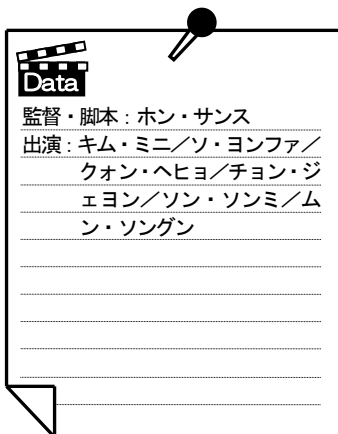 Data
監督・脚本：ホン・サンス
出演：キム・ミニ／ソ・ヨンファ／
クォン・ヘヒョ／チョン・ジ
ェヨン／ソン・ソンミ／ム
ン・ソングン